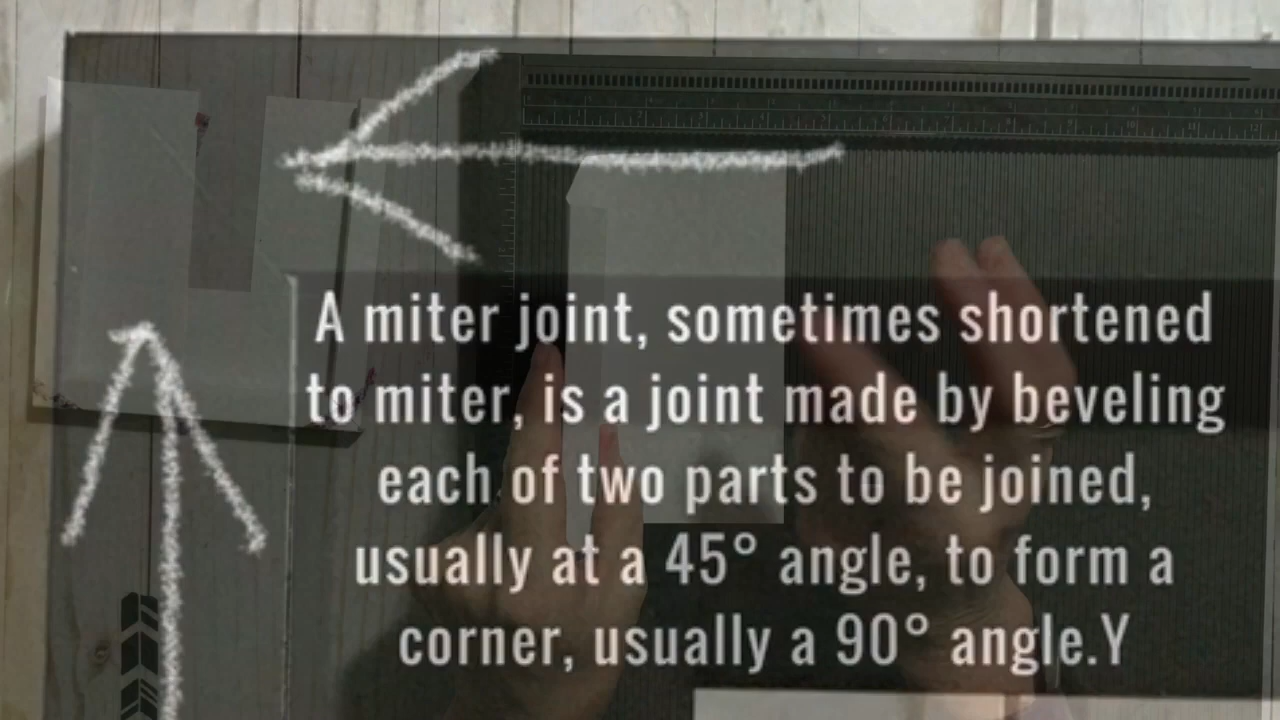 A miter joint, sometimes shortened
to miter, is a joint made by beveling
each of two parts to be joined,
usually at a 45° angle, to form a
corner, usually a 90° angle.Y